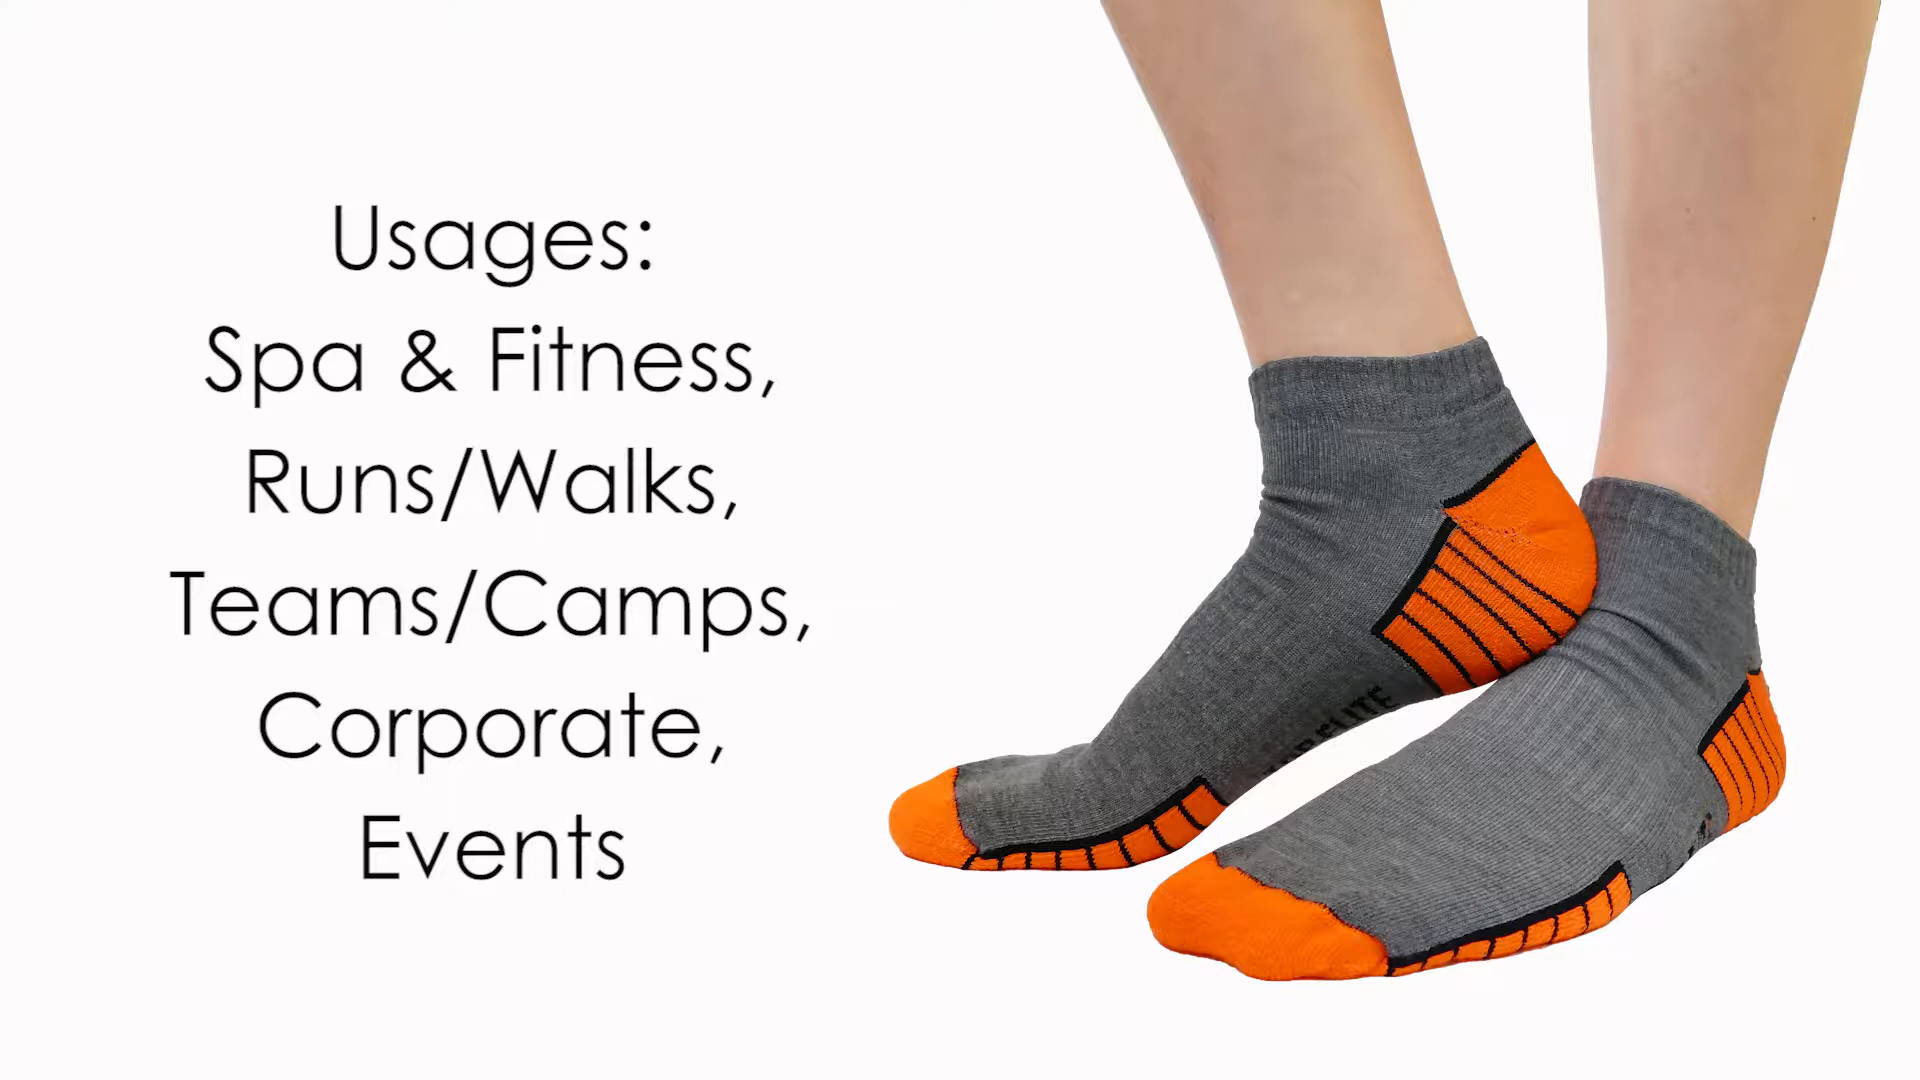 Usages:
Spa & Fitness,
Runs/Walks,
Teams/Camps,
Corporate,
Events